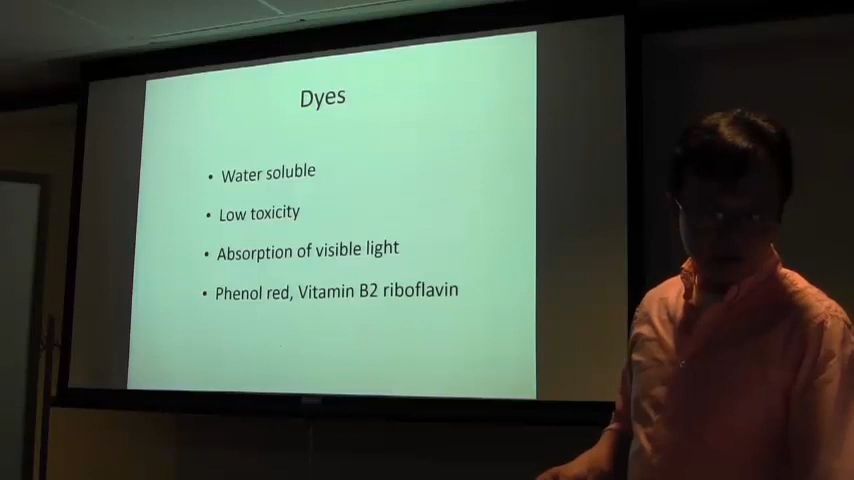 Dyes
• Water soluble
• Low toxicity
• Absorption of visible light
• Phenol red, Vitamin B2 riboflavin